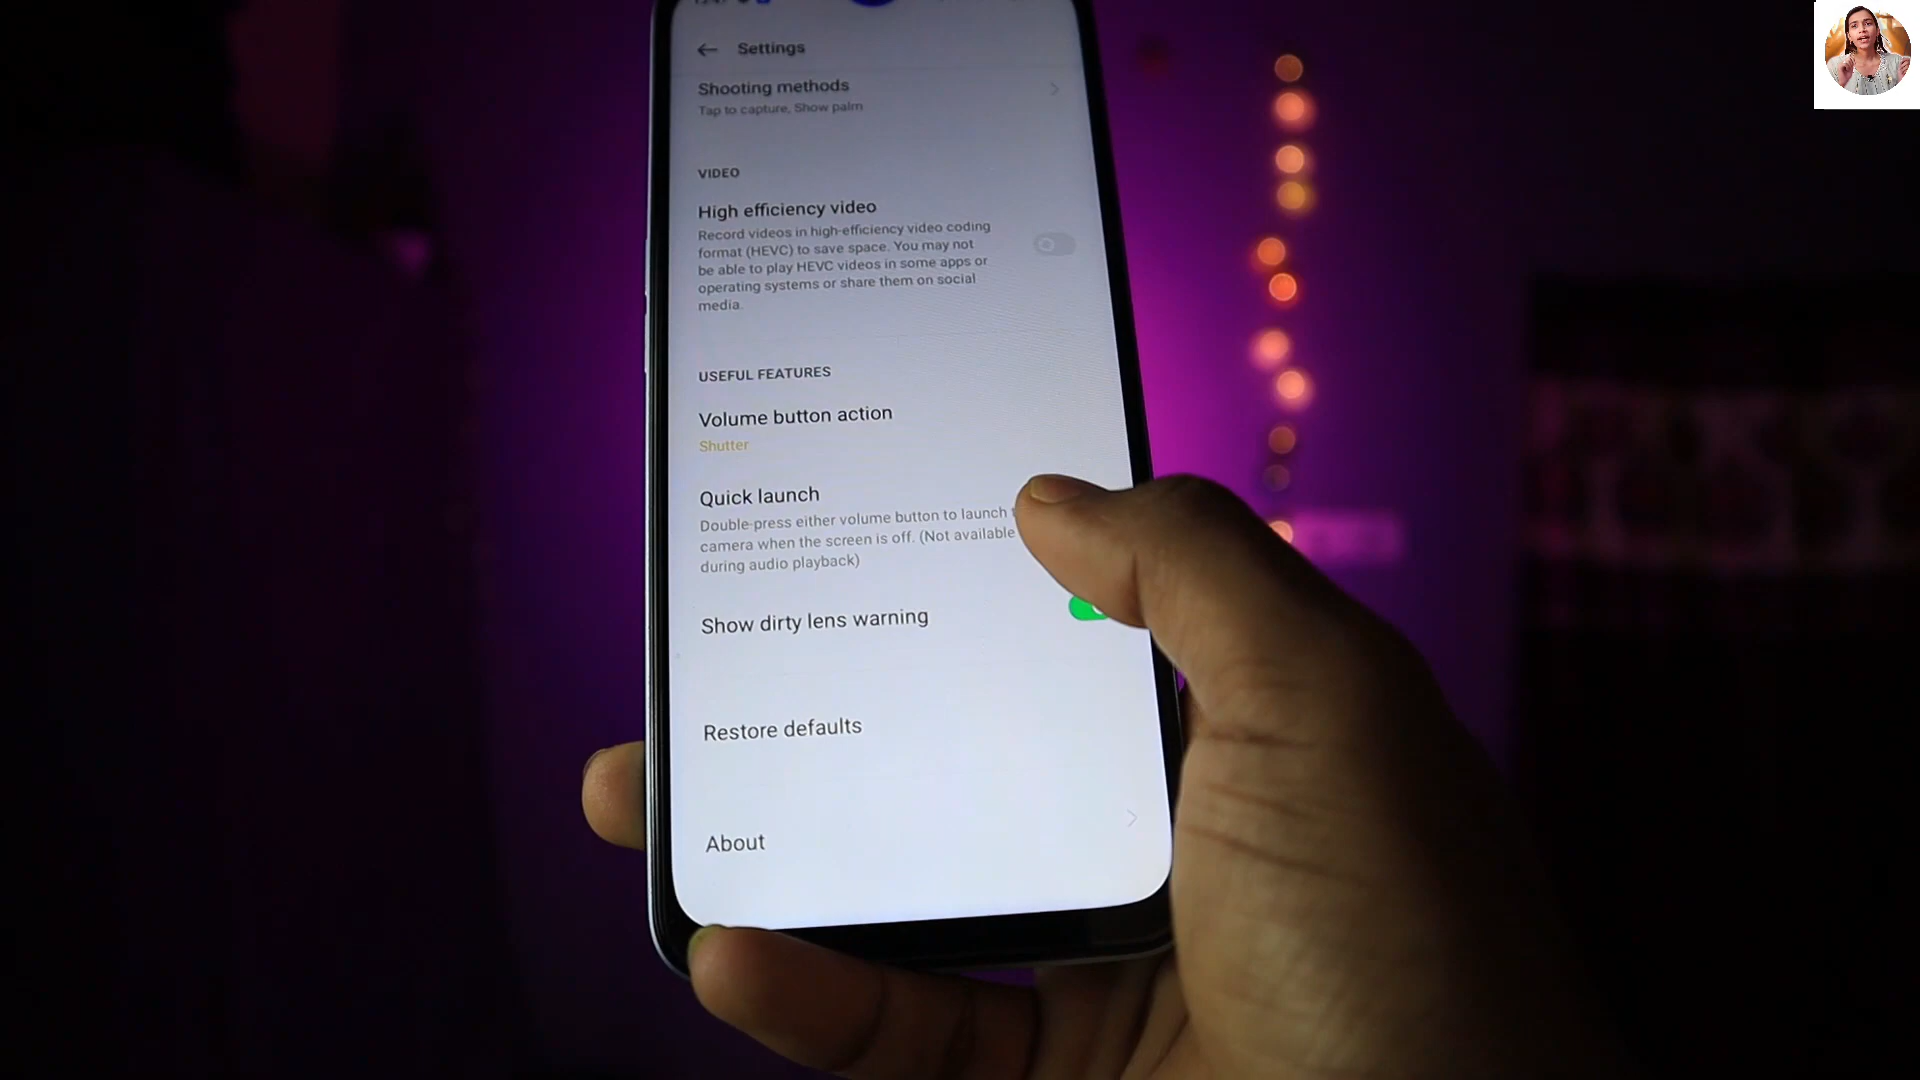 Settings
Shooting methods
Tap to capture, Show palm
VIDEO
High efficiency video
Record videos in high-efficiency video coding
format (HEVC) to save space. You may not
be able to play HEVC videos in some apps or
operating systems or share them on social
media.
USEFUL FEATURES
Volume button action
Shutter
Quick launch
Double-press either volume button to launch
camera when the screen is off. (Not available
during audio playback)
Show dirty lens warning
Restore defaults
About